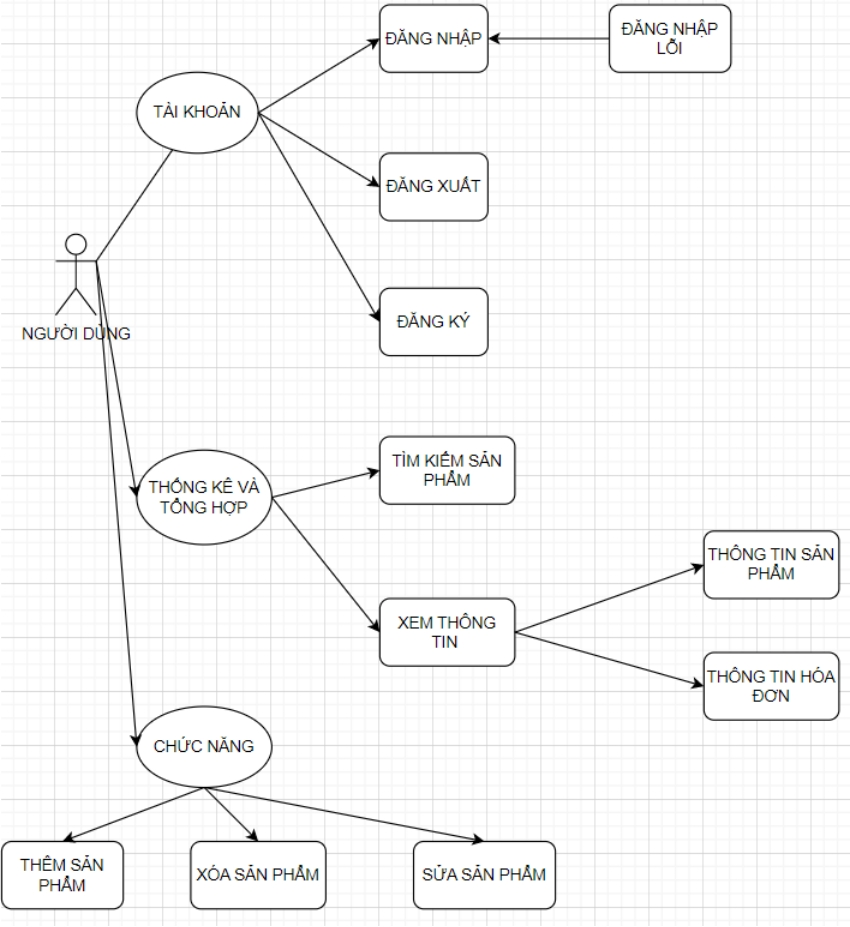 ĐĂNG NHẬP
ĐĂNG NHẬP
LỖI
TÀI KHOẢN
ĐĂNG XUẤT
ĐĂNG KÝ
NGƯỜI DÙNG
TÌM KIẾM SẢN
PHẨM
THỐNG KÊ VÀ
TỔNG HỢP
THÔNG TIN SẢN
PHẨM
XEM THÔNG
TIN
THÔNG TIN HÓA
ĐƠN
CHỨC NĂNG
THÊM SẢN
PHẨM
XÓA SẢN PHẨM
SỬA SẢN PHẨM